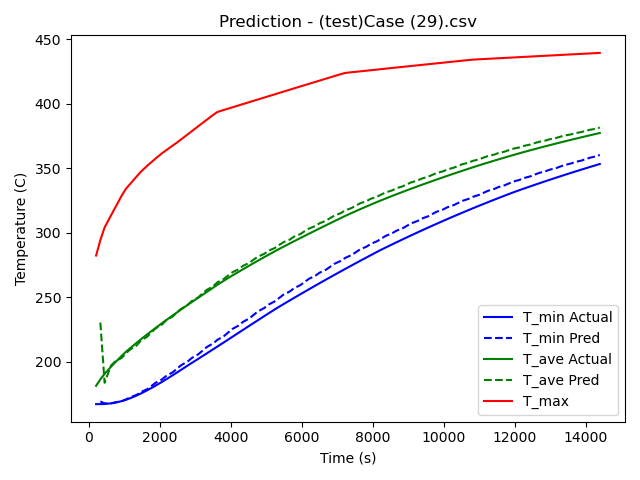 Prediction - (test)Case (29).csv
Temperature (C)
450
400
350
300
250
200
0 2000 4000 6000 8000 10000 12000 14000
Time (s)
T_min Actual
T_min Pred
T_ave Actual
T_ave Pred
T_max